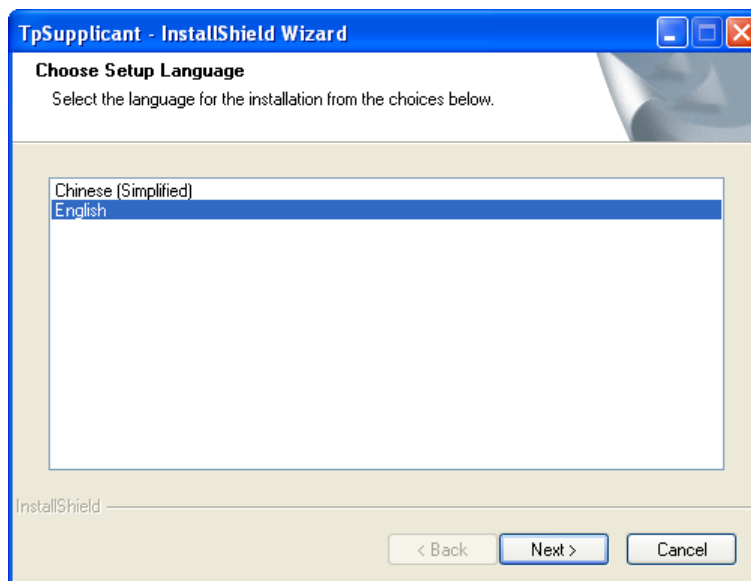 TpSupplicant - InstallShield Wizard
Choose Setup Language
Select the language for the installation from the choices below.
Chinese (Simplified)
English
InstallShield
< Back Next > Cancel